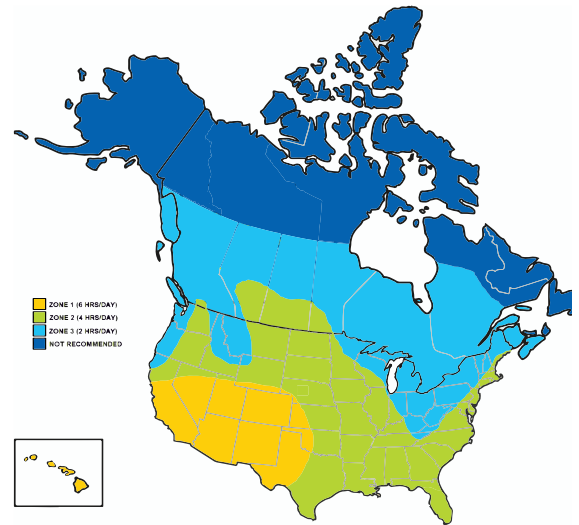 ZONE 1 (6 HRS/DAY)
ZONE 2 (4 HRS/DAY)
ZONE 3 (2 HRS/DAY)
NOT RECOMMENDED